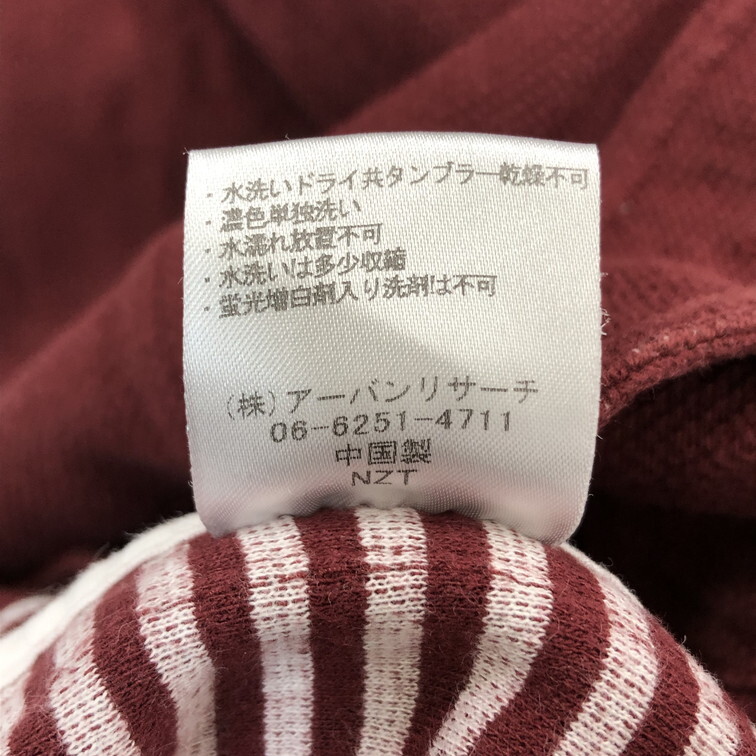 ・水洗いドライ共タンブラー乾燥不可
・濃色単独洗い
・水濡れ放置不可
・水洗いは多少収縮
・蛍光増白剤入り洗剤は不可
(株)アーバンリサーチ
06-6251-4711
中国製
NZT